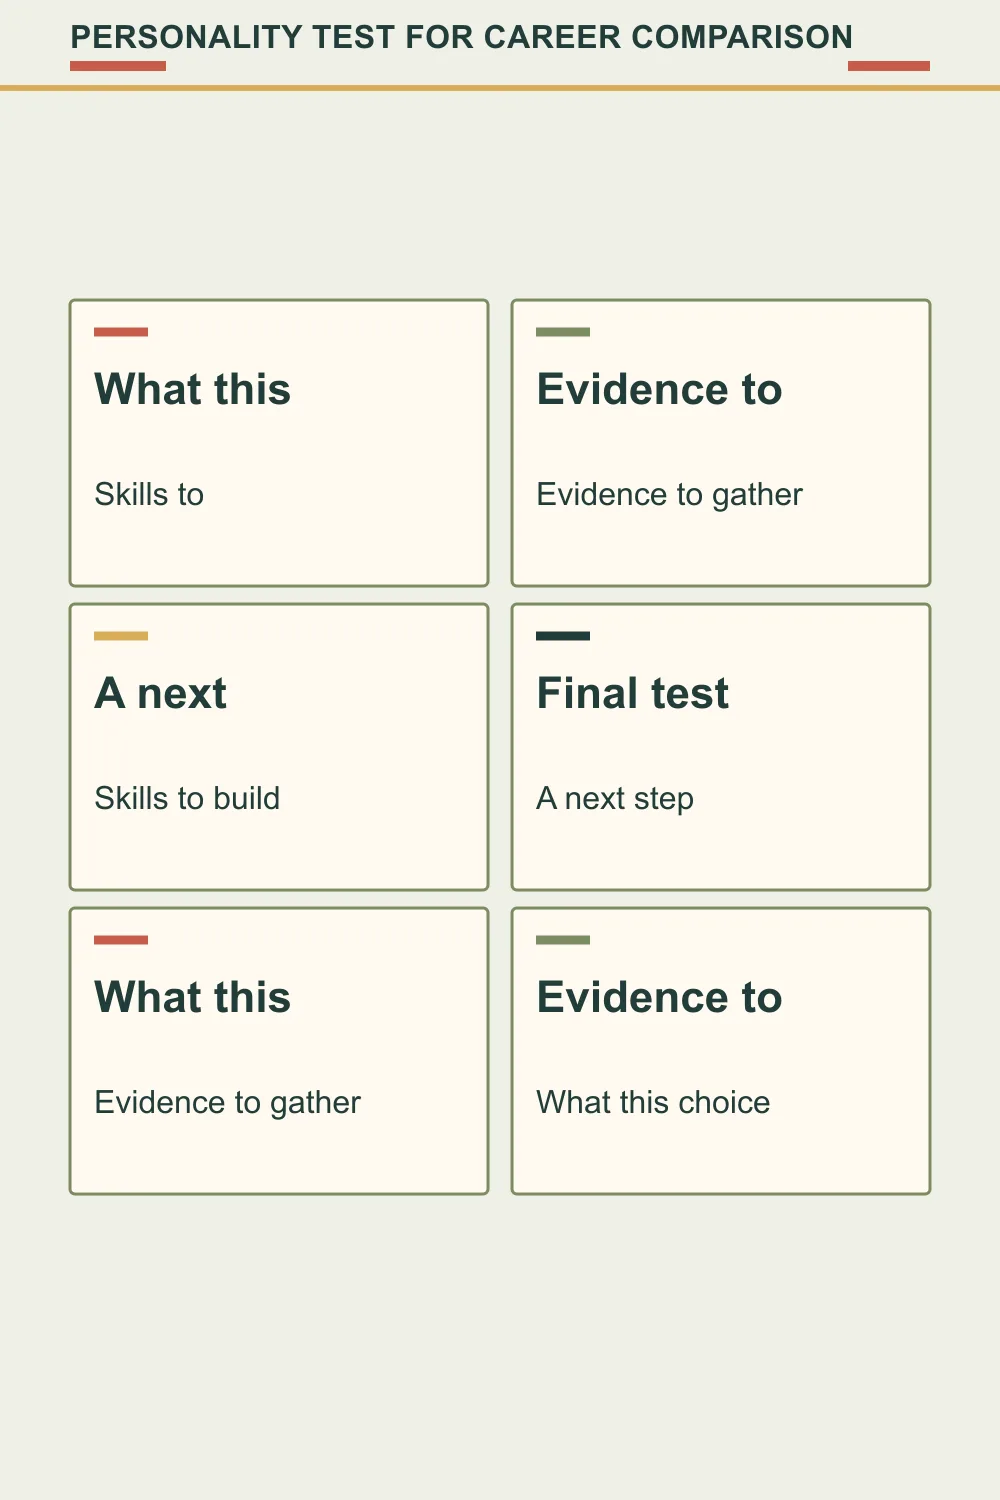 PERSONALITY TEST FOR CAREER COMPARISON
What this
Skills to
Evidence to
Evidence to gather
A next
Skills to build
Final test
A next step
What this
Evidence to gather
Evidence to
What this choice